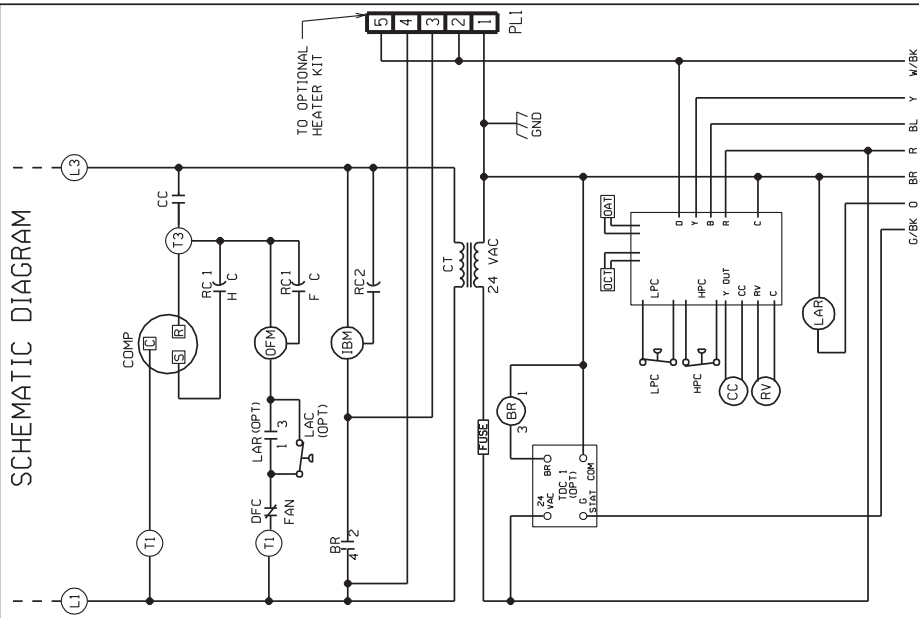 SCHEMATIC DIAGRAM
L1
L3
T1
COMP
C
S
R
T3
CC
RC 1
H C
T1
DFC
FAN
LAR (OPT)
1 3
LAC
(OPT)
OFM
RC1
F C
BR
4 2
IBM
RC2
TO OPTIONAL
HEATER KIT
5
4
3
2
1
PL1
GND
CT
24 VAC
FUSE
BR
3 1
24
VAC
BR
TDC 1
(OPT)
G
STAT
COM
OCT
OAT
LPC
LPC
HPC
HPC
CC
RV
Y OUT
CC
RV
C
D
Y
B
R
C
LAR
W/BK
Y
BL
R
BR
O
G/BK